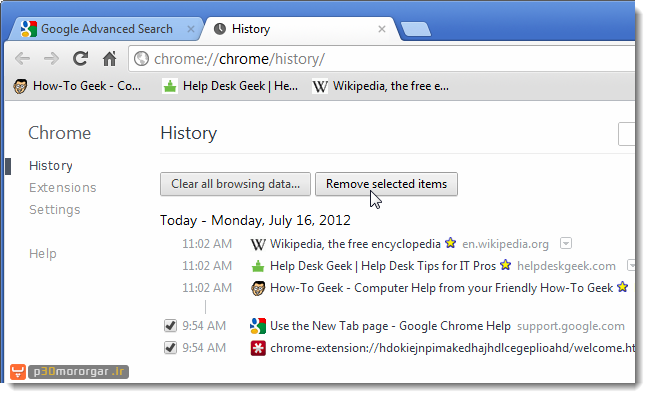 Google Advanced Search
History
chrome://chrome/history/
How-To Geek - Co...
Help Desk Geek | He...
Wikipedia, the free e...
Chrome
History
Extensions
Settings
Help
History
Clear all browsing data...
Remove selected items
Today - Monday, July 16, 2012
11:02 AM Wikipedia, the free encyclopedia en.wikipedia.org
11:02 AM Help Desk Geek | Help Desk Tips for IT Pros helpdeskgeek.com
11:02 AM How-To Geek - Computer Help from your Friendly How-To Geek
9:54 AM Use the New Tab page - Google Chrome Help support.google.com
9:54 AM chrome-extension://hdokiejnpimakedhajhdlcegeplioahd/welcome.ht
p30mororgar.ir